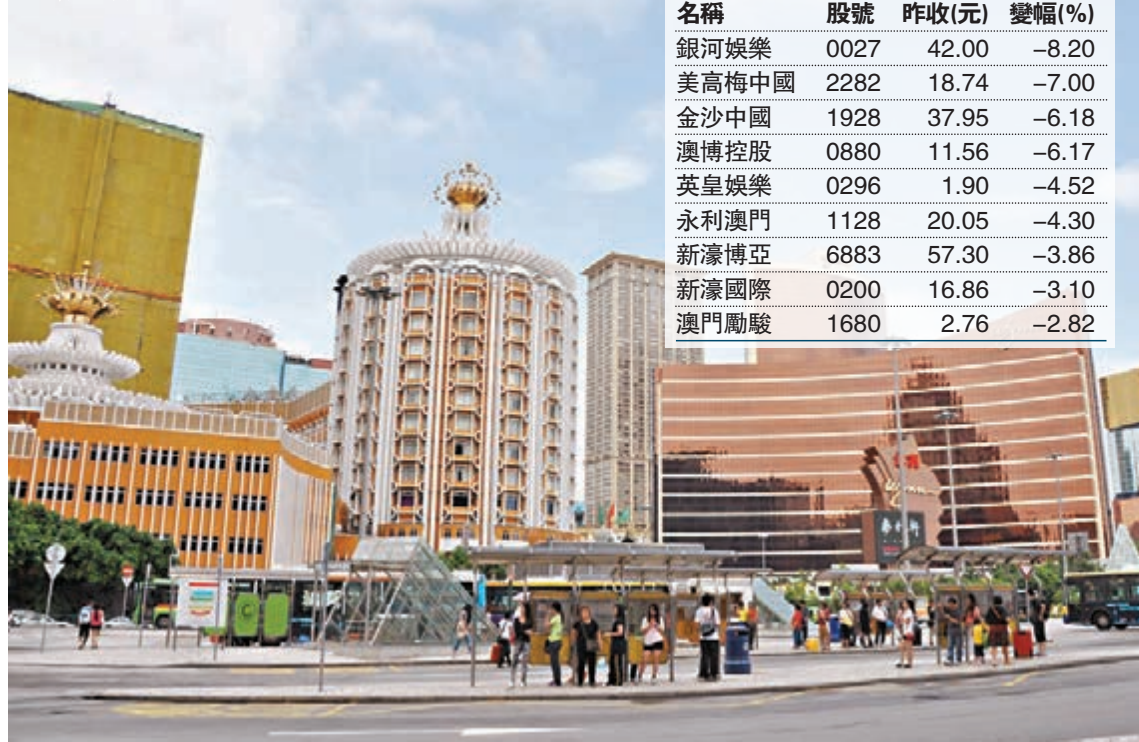 名稱 股號 昨收(元) 變幅(%)
銀河娛樂 0027 42.00 –8.20
美高梅中國 2282 18.74 –7.00
金沙中國 1928 37.95 –6.18
澳博控股 0880 11.56 –6.17
英皇娛樂 0296 1.90 –4.52
永利澳門 1128 20.05 –4.30
新濠博亞 6883 57.30 –3.86
新濠國際 0200 16.86 –3.10
澳門勵駿 1680 2.76 –2.82
Wynn